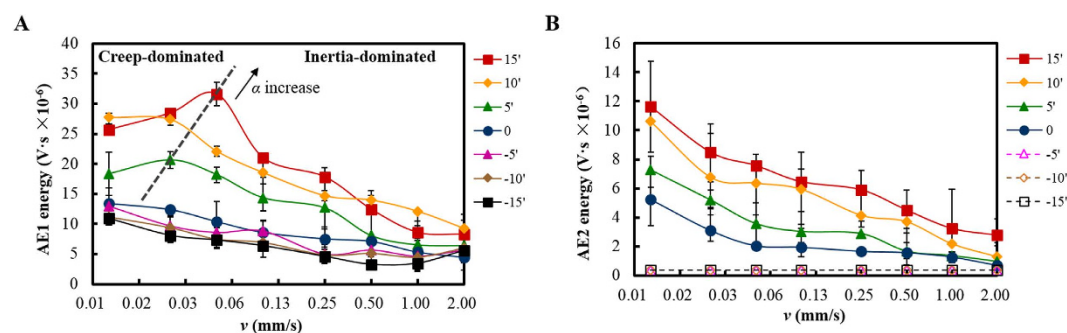 A
AE1 energy (V·s ×10⁻⁶)
40
35
30
25
20
15
10
5
0
Creep-dominated
Inertia-dominated
α increase
0.01 0.02 0.03 0.06 0.12 0.25 0.50 1.00 2.00
v (mm/s)
15'
10'
5'
0
-5'
-10'
-15'
B
AE2 energy (V·s ×10⁻⁶)
16
14
12
10
8
6
4
2
0
0.01 0.02 0.03 0.06 0.12 0.25 0.50 1.00 2.00
v (mm/s)
15'
10'
5'
0
-5'
-10'
-15'